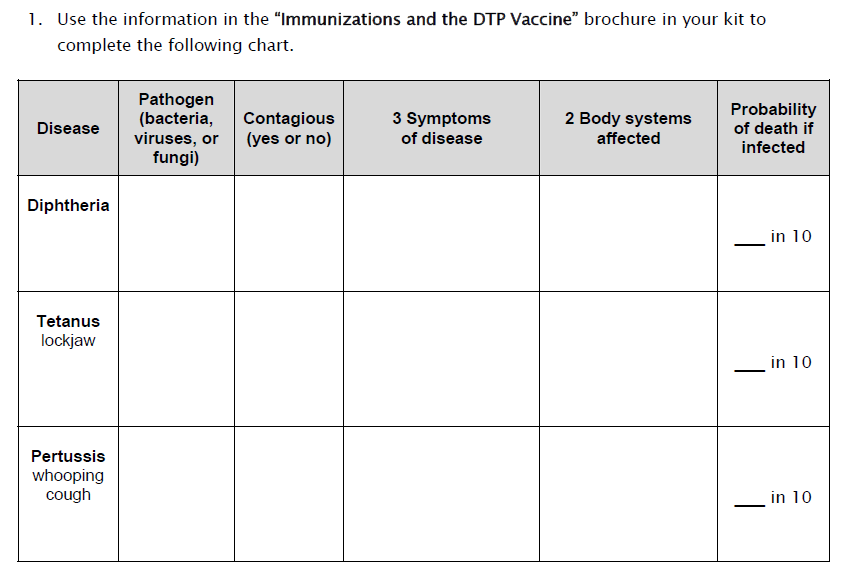 1. Use the information in the “Immunizations and the DTP Vaccine” brochure in your kit to
complete the following chart.
Disease
Pathogen
(bacteria,
viruses, or
fungi)
Contagious
(yes or no)
3 Symptoms
of disease
2 Body systems
affected
Probability
of death if
infected
Diphtheria
___ in 10
Tetanus
lockjaw
___ in 10
Pertussis
whooping
cough
___ in 10